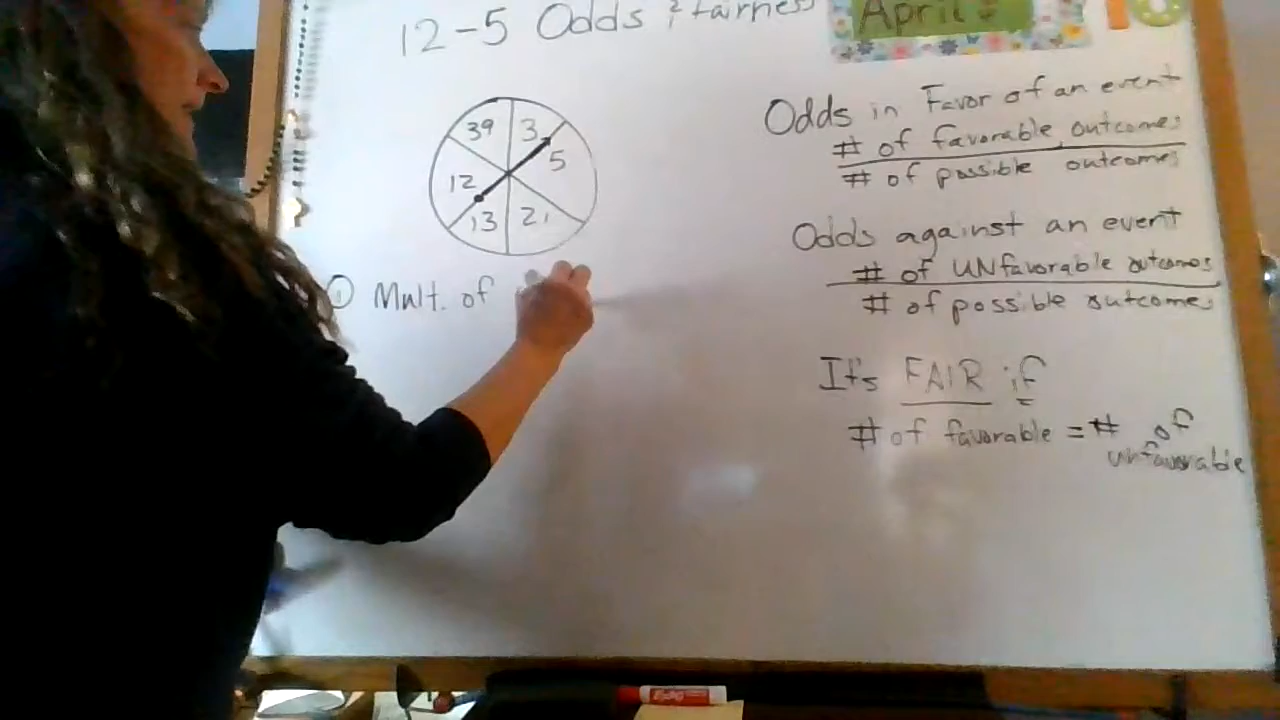 12-5 Odds & Fairness
April
10
39 3
12 5
13 21
① Mult. of
Odds in Favor of an event
# of favorable outcomes
# of possible outcomes
Odds against an event
# of UNfavorable outcomes
# of possible outcomes
It's FAIR if
# of favorable = # of
unfavorable